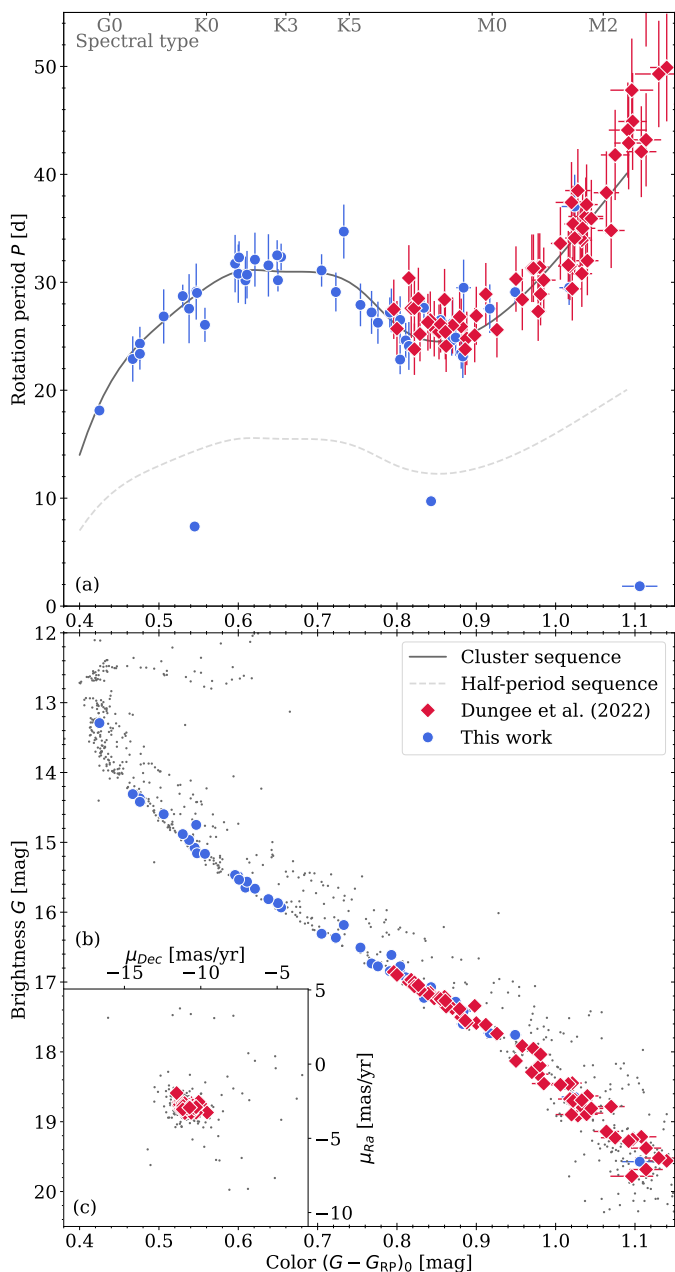 G0 K0 K3 K5 M0 M2
Spectral type
50
40
30
20
10
0
Rotation period P [d]
(a)
0.4 0.5 0.6 0.7 0.8 0.9 1.0 1.1
12
13
14
15
16
17
18
19
20
Brightness G [mag]
Cluster sequence
Half-period sequence
Dungee et al. (2022)
This work
(b)
μDec [mas/yr]
−15 −10 −5
5
0
−5
−10
μRa [mas/yr]
(c)
0.4 0.5 0.6 0.7 0.8 0.9 1.0 1.1
Color (G − GRP)0 [mag]